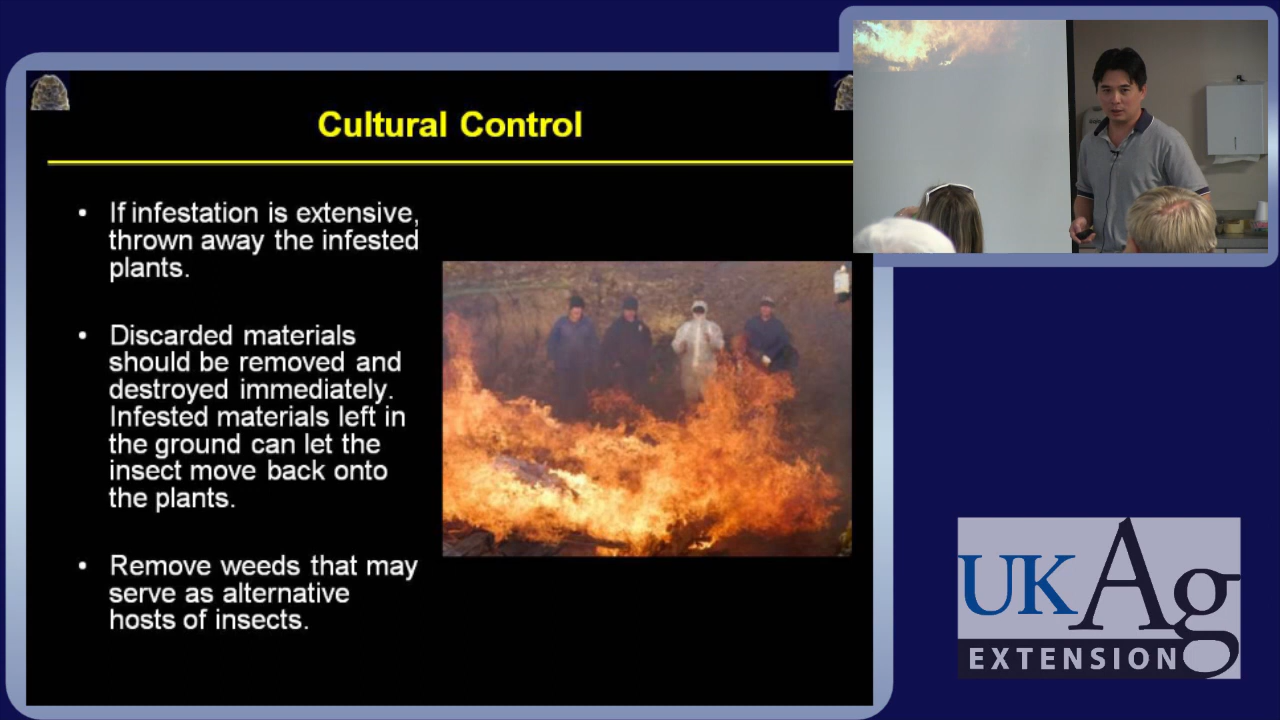 Cultural Control
• If infestation is extensive,
thrown away the infested
plants.
• Discarded materials
should be removed and
destroyed immediately.
Infested materials left in
the ground can let the
insect move back onto
the plants.
• Remove weeds that may
serve as alternative
hosts of insects.
UKAg
EXTENSION